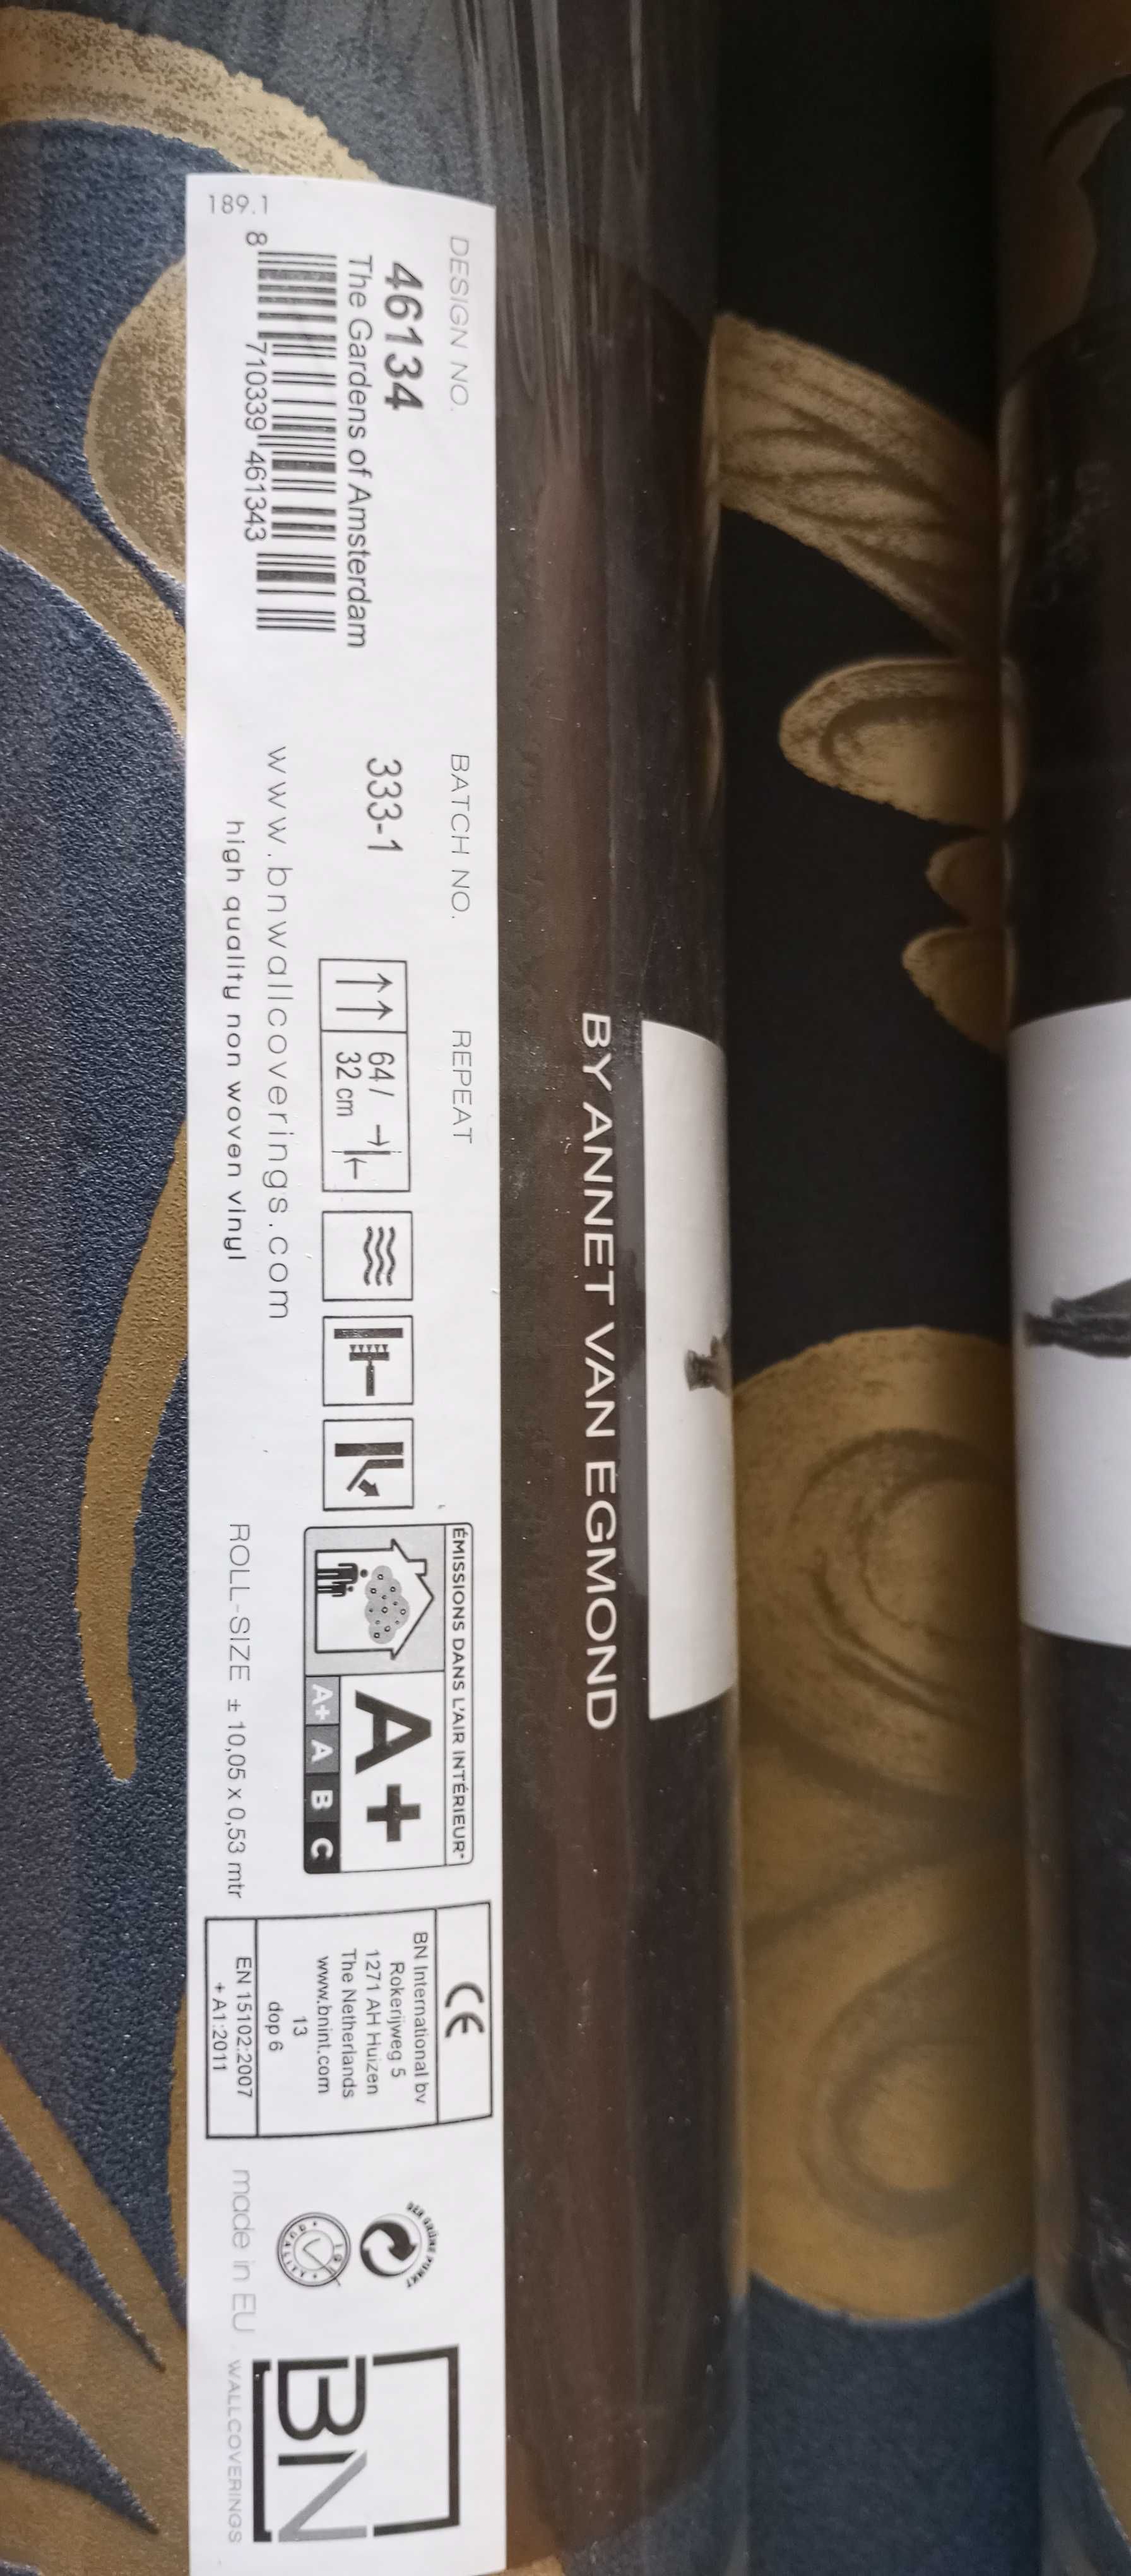 189.1
DESIGN NO.
46134
The Gardens of Amsterdam
8 710339 461343
BATCH NO.
333-1
REPEAT
64/
32 cm
www.bnwallcoverings.com
high quality non woven vinyl
ÉMISSIONS DANS L'AIR INTÉRIEUR*
A+
A+ A B C
ROLL-SIZE ± 10,05 x 0,53 mtr
CE
BN International bv
Rokerijweg 5
1271 AH Huizen
The Netherlands
www.bnint.com
13
dop 6
EN 15102:2007
+ A1:2011
DER GRÜNE PUNKT
made in EU
BN
WALLCOVERINGS
BY ANNET VAN EGMOND